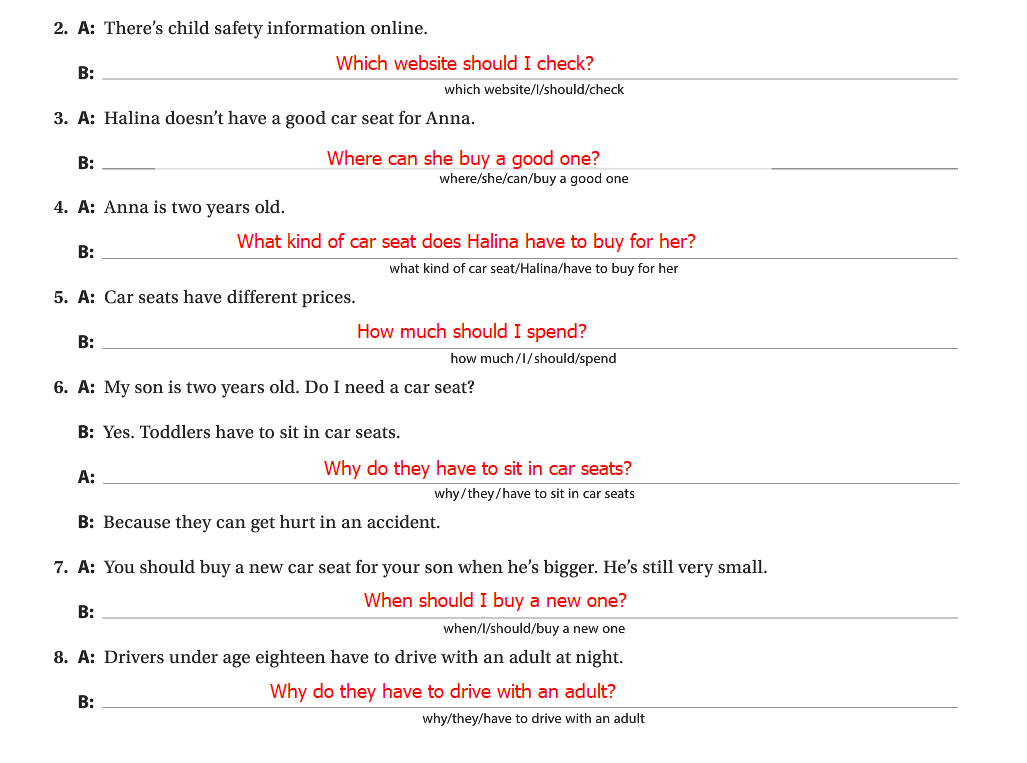 2. A: There's child safety information online.
B: Which website should I check?
which website/I/should/check
3. A: Halina doesn't have a good car seat for Anna.
B: Where can she buy a good one?
where/she/can/buy a good one
4. A: Anna is two years old.
B: What kind of car seat does Halina have to buy for her?
what kind of car seat/Halina/have to buy for her
5. A: Car seats have different prices.
B: How much should I spend?
how much/I/should/spend
6. A: My son is two years old. Do I need a car seat?
B: Yes. Toddlers have to sit in car seats.
A: Why do they have to sit in car seats?
why/they/have to sit in car seats
B: Because they can get hurt in an accident.
7. A: You should buy a new car seat for your son when he's bigger. He's still very small.
B: When should I buy a new one?
when/I/should/buy a new one
8. A: Drivers under age eighteen have to drive with an adult at night.
B: Why do they have to drive with an adult?
why/they/have to drive with an adult